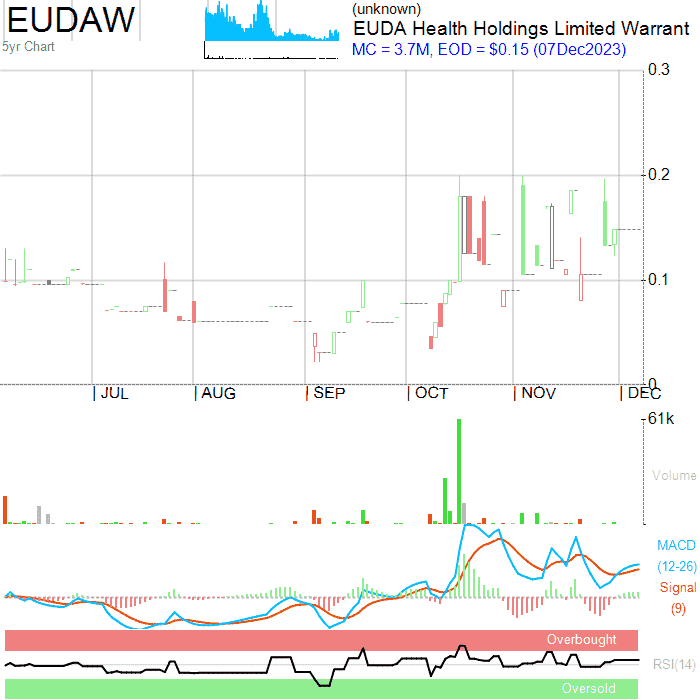 EUDAW
5yr Chart
(unknown)
EUDA Health Holdings Limited Warrant
MC = 3.7M, EOD = $0.15 (07Dec2023)
0.3
0.2
0.1
0
JUL AUG SEP OCT NOV DEC
61k
Volume
MACD
(12-26)
Signal
(9)
Overbought
RSI(14)
Oversold